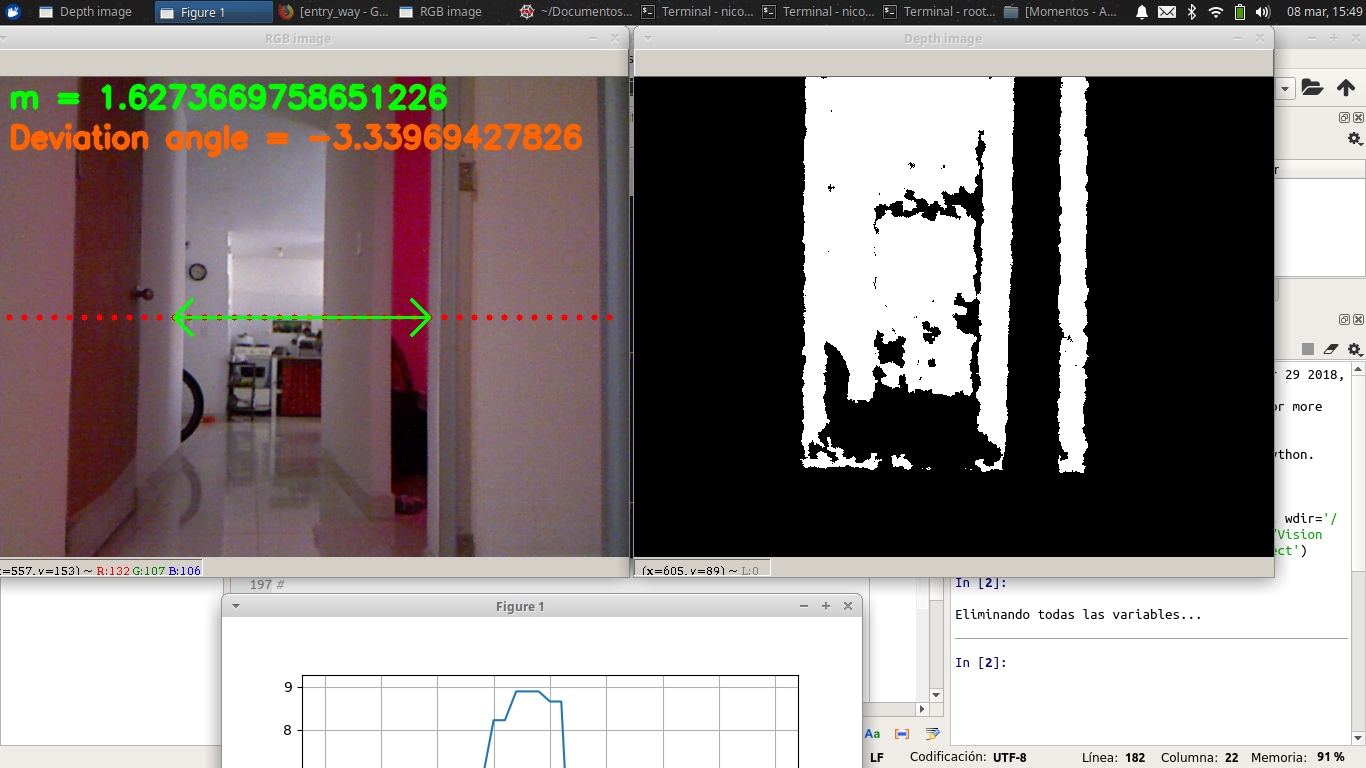 Depth image
Figure 1
[entry_way - G...
RGB image
~/Documentos...
Terminal - nico...
Terminal - nico...
Terminal - root...
[Momentos - A...
08 mar, 15:49
RGB image
Depth image
m = 1.6273669758651226
Deviation angle = -3.33969427826
x=557, y=153) ~ R:132 G:107 B:106
(x=605, y=89) ~ L:0
197 #
Figure 1
9
8
29 2018,
or more
ython.
, wdir='/
/Vision
ect')
In [2]:
Eliminando todas las variables...
In [2]:
Aa
LF
Codificación: UTF-8
Línea: 182
Columna: 22
Memoria: 91 %